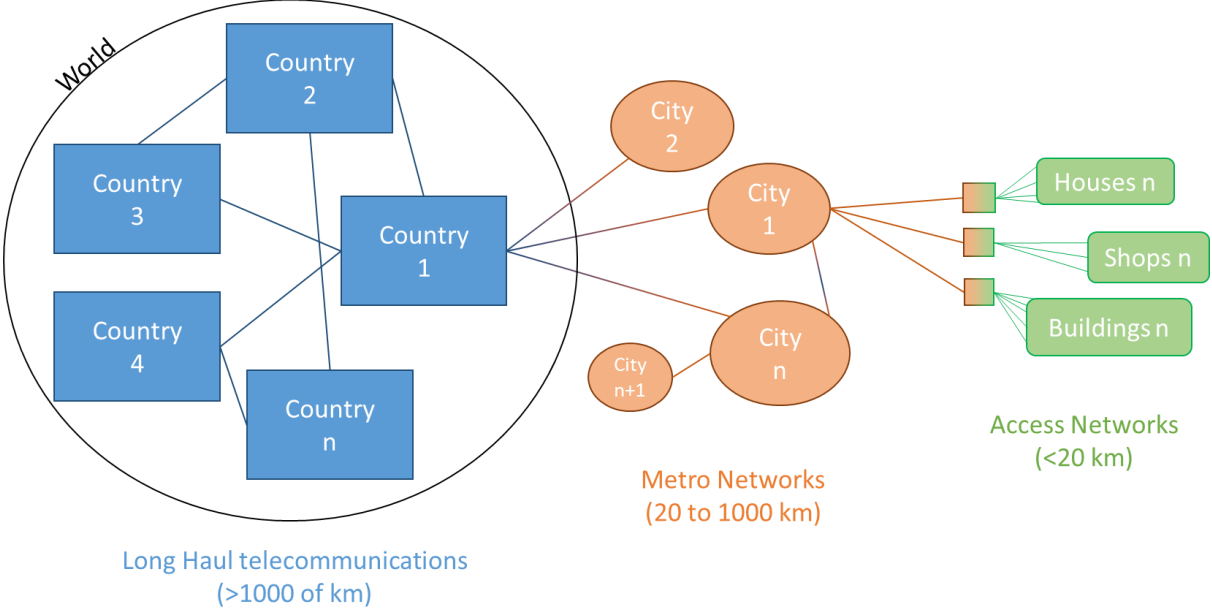 World
Country
2
Country
3
Country
1
Country
4
Country
n
City
2
City
1
City
n
City
n+1
Houses n
Shops n
Buildings n
Access Networks
(<20 km)
Metro Networks
(20 to 1000 km)
Long Haul telecommunications
(>1000 of km)